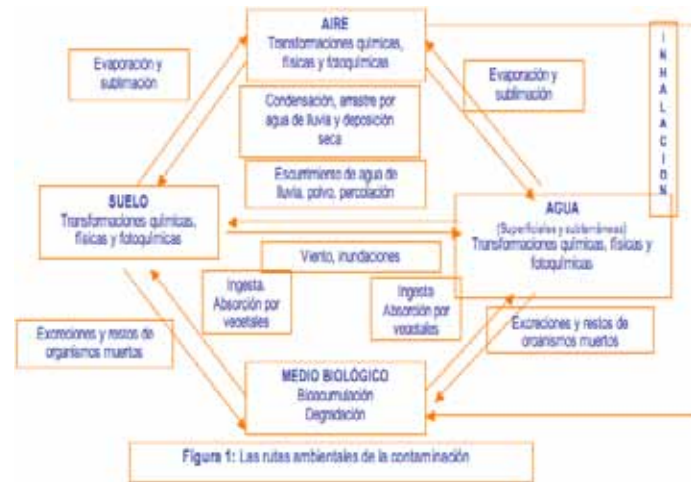 AIRE
Transformaciones químicas,
físicas y fotoquímicas
INHALACION
Evaporación y
sublimación
Evaporación y
sublimación
Condensación, arrastre por
agua de lluvia y deposición
seca
Escurrimiento de agua de
lluvia, polvo, percolación
SUELO
Transformaciones químicas,
físicas y fotoquímicas
AGUA
(Superficiales y subterráneas)
Transformaciones químicas, físicas y
fotoquímicas
Viento, inundaciones
Ingesta.
Absorción por
vegetales
Ingesta
Absorción por
vegetales
Excreciones y restos de
organismos muertos
Excreciones y restos de
organismos muertos
MEDIO BIOLÓGICO
Bioacumulación
Degradación
Figura 1: Las rutas ambientales de la contaminación